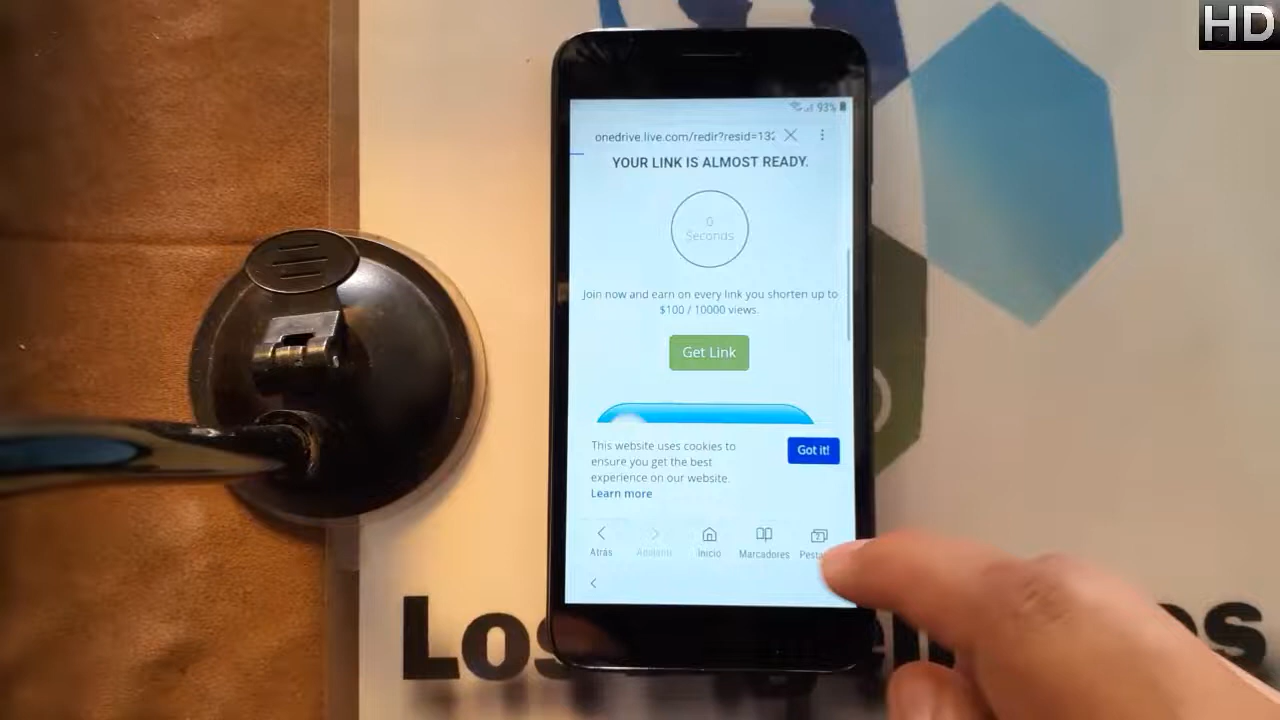 HD
93%
onedrive.live.com/redir?resid=132
YOUR LINK IS ALMOST READY.
0
Seconds
Join now and earn on every link you shorten up to
$100 / 10000 views.
Get Link
This website uses cookies to
ensure you get the best
experience on our website.
Learn more
Got it!
Atrás
Adelante
Inicio
Marcadores
Los